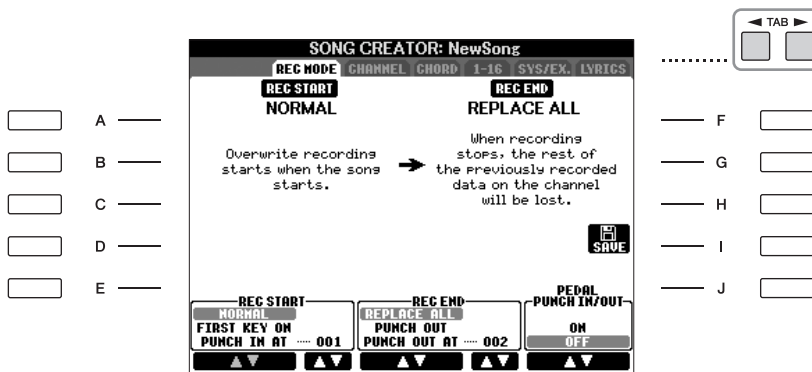 ◄ TAB ►
SONG CREATOR: NewSong
REC MODE CHANNEL CHORD 1-16 SYS/EX. LYRICS
REC START
NORMAL
REC END
REPLACE ALL
Overwrite recording
starts when the song
starts.
When recording
stops, the rest of
the previously recorded
data on the channel
will be lost.
A
B
C
D
E
F
G
H
I
J
SAVE
REC START
NORMAL
FIRST KEY ON
PUNCH IN AT ····· 001
REC END
REPLACE ALL
PUNCH OUT
PUNCH OUT AT ····· 002
PEDAL
PUNCH IN/OUT
ON
OFF